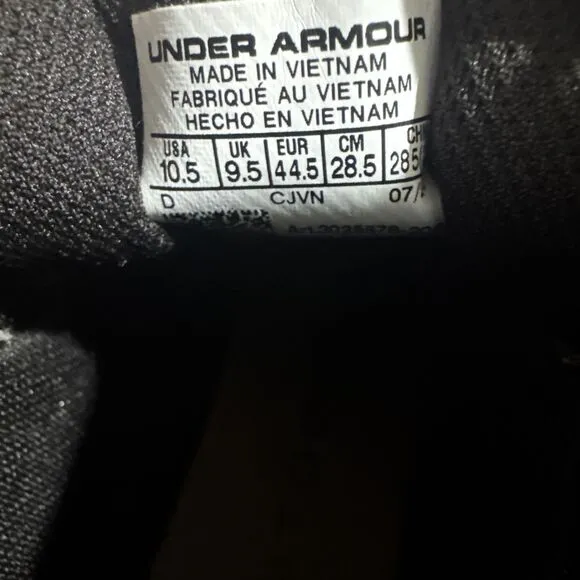 UNDER ARMOUR
MADE IN VIETNAM
FABRIQUÉ AU VIETNAM
HECHO EN VIETNAM
USA UK EUR CM
10.5 9.5 44.5 28.5
D CJVN 07/